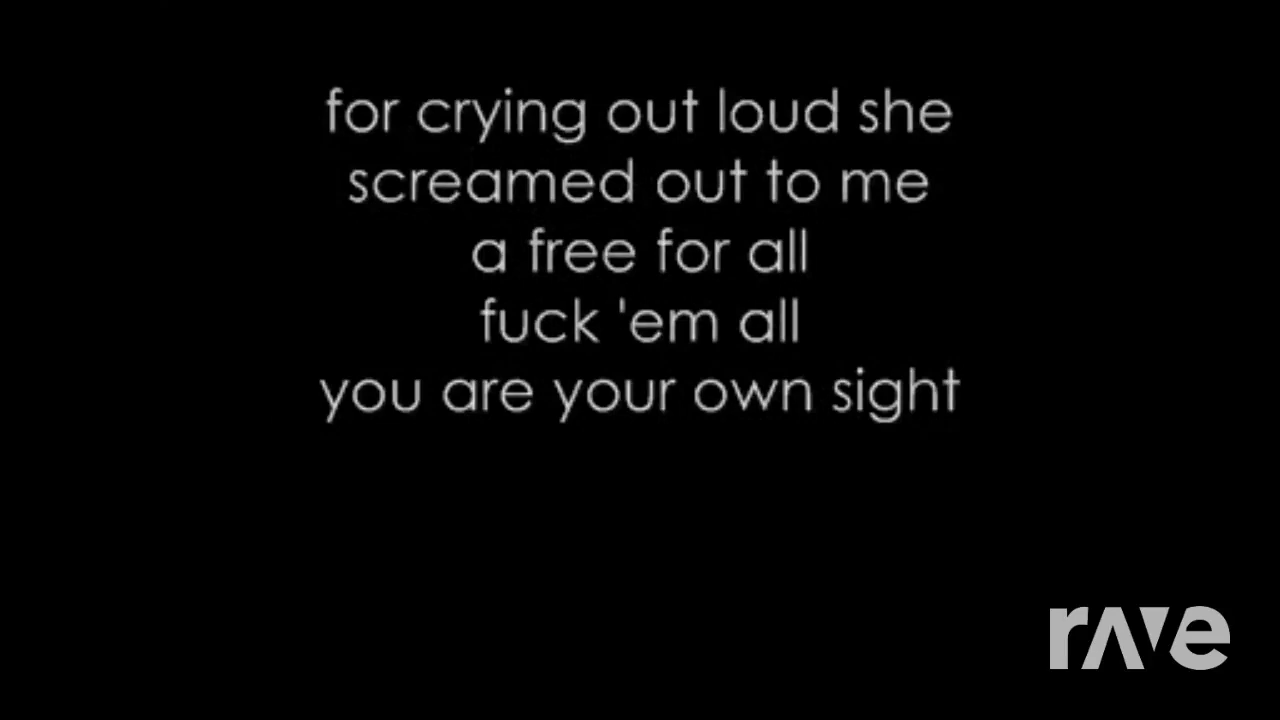 for crying out loud she
screamed out to me
a free for all
fuck 'em all
you are your own sight
rave